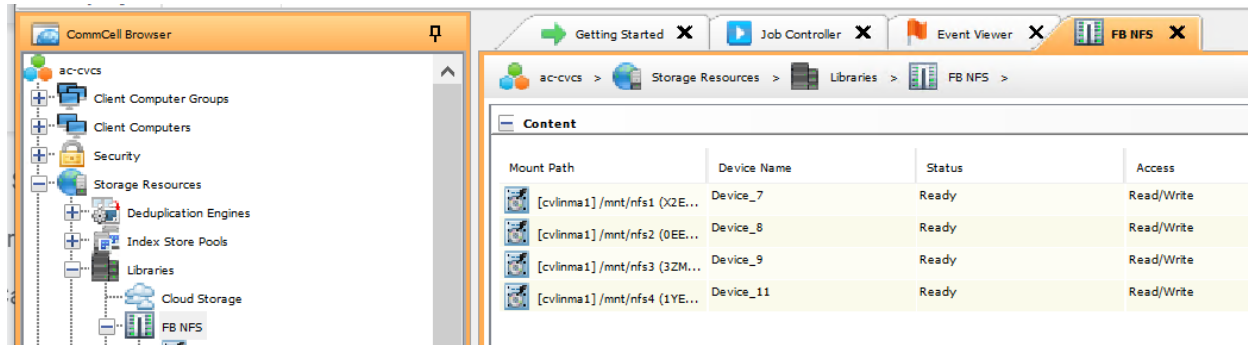 CommCell Browser
ac-cvcs
Client Computer Groups
Client Computers
Security
Storage Resources
Deduplication Engines
Index Store Pools
Libraries
Cloud Storage
FB NFS
Getting Started Job Controller Event Viewer FB NFS
ac-cvcs > Storage Resources > Libraries > FB NFS >
Content
Mount Path Device Name Status Access
[cvlinma1] /mnt/nfs1 (X2E... Device_7 Ready Read/Write
[cvlinma1] /mnt/nfs2 (0EE... Device_8 Ready Read/Write
[cvlinma1] /mnt/nfs3 (3ZM... Device_9 Ready Read/Write
[cvlinma1] /mnt/nfs4 (1YE... Device_11 Ready Read/Write